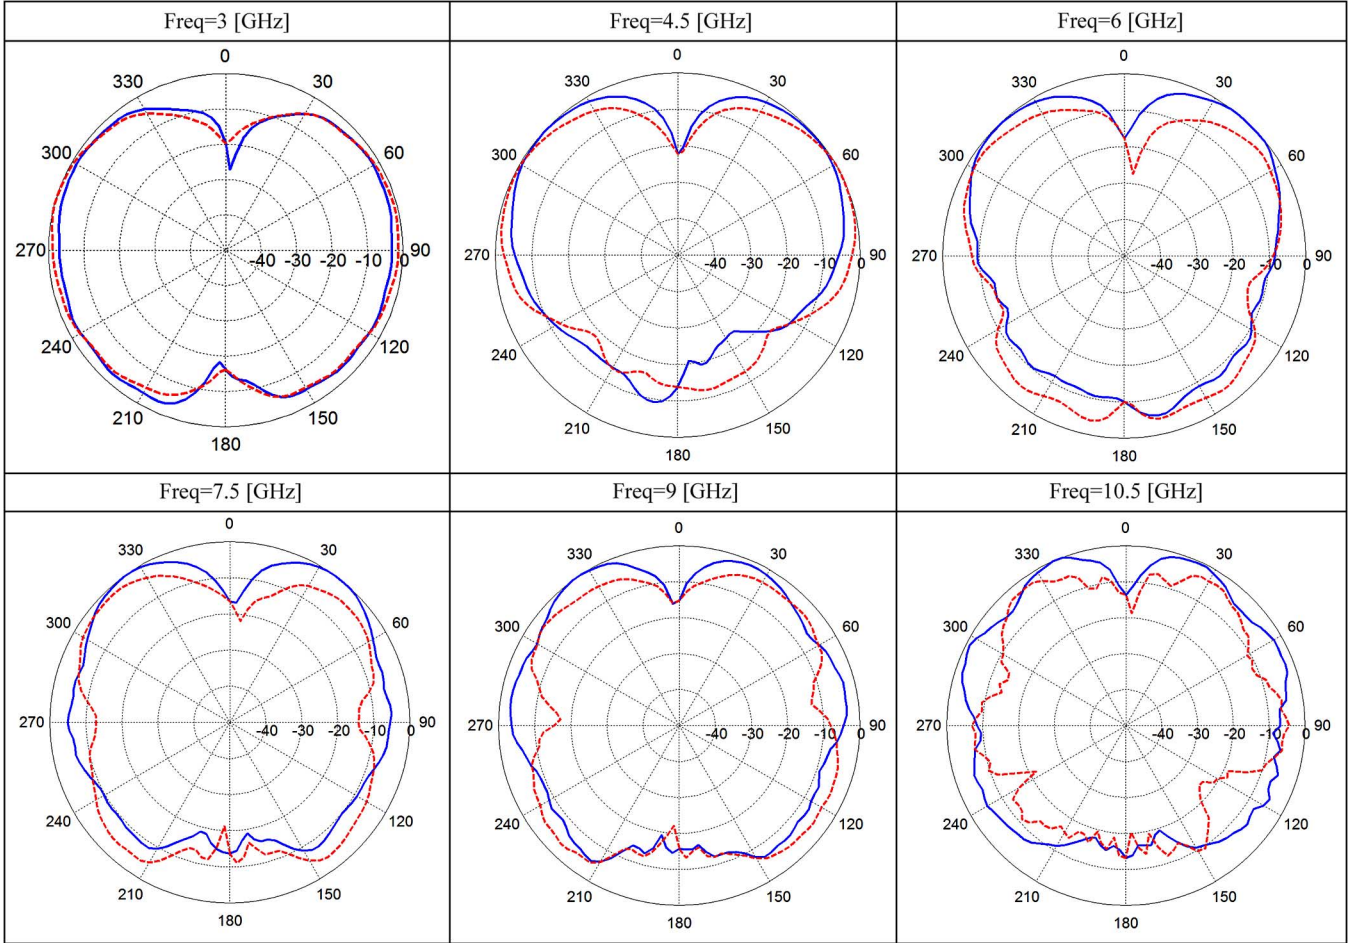 Freq=3 [GHz] Freq=4.5 [GHz] Freq=6 [GHz]
0 0 0
330 30 330 30 330 30
300 60 300 60 300 60
270 -40 -30 -20 -10 0 90 270 -40 -30 -20 -10 0 90 270 -40 -30 -20 -10 0 90
240 120 240 120 240 120
210 150 210 150 210 150
180 180 180
Freq=7.5 [GHz] Freq=9 [GHz] Freq=10.5 [GHz]
0 0 0
330 30 330 30 330 30
300 60 300 60 300 60
270 -40 -30 -20 -10 0 90 270 -40 -30 -20 -10 0 90 270 -40 -30 -20 -10 0 90
240 120 240 120 240 120
210 150 210 150 210 150
180 180 180